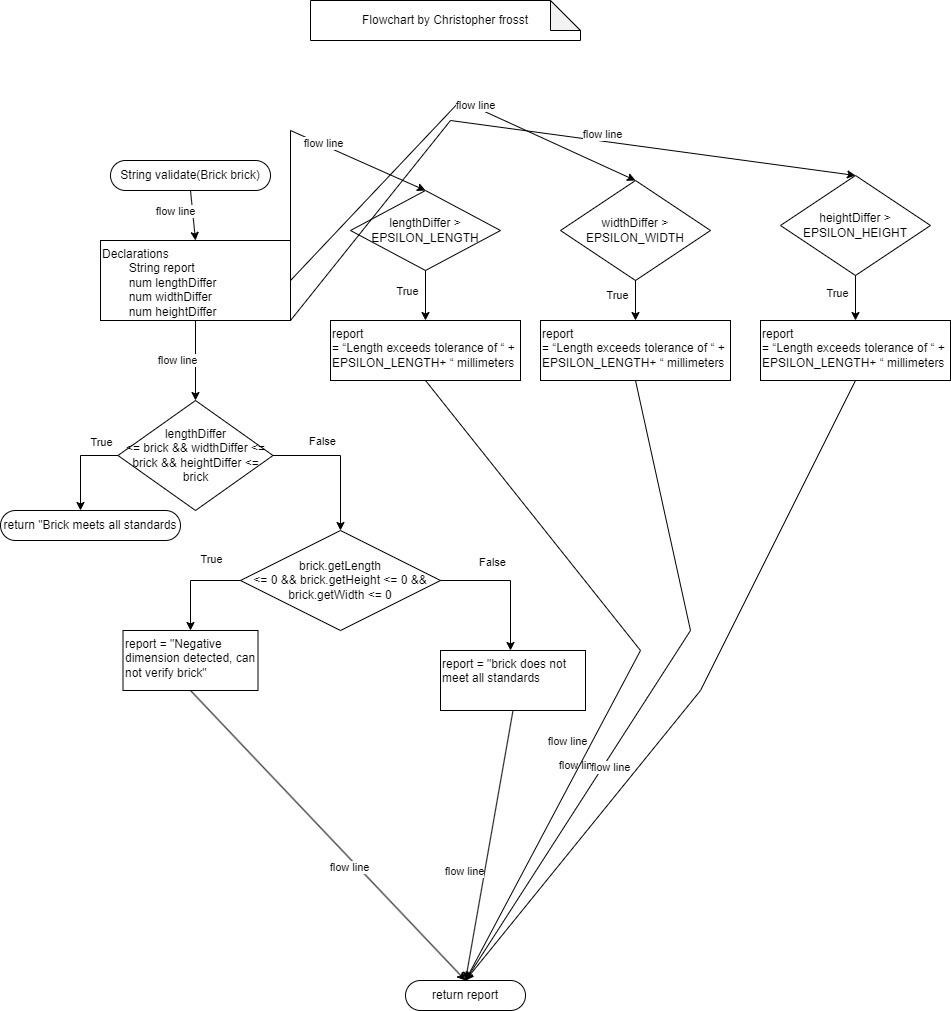 Flowchart by Christopher frosst
flow line
flow line
flow line
String validate(Brick brick)
flow line
Declarations
String report
num lengthDiffer
num widthDiffer
num heightDiffer
lengthDiffer >
EPSILON_LENGTH
widthDiffer >
EPSILON_WIDTH
heightDiffer >
EPSILON_HEIGHT
True
True
True
report
= “Length exceeds tolerance of “ +
EPSILON_LENGTH+ “ millimeters
report
= “Length exceeds tolerance of “ +
EPSILON_LENGTH+ “ millimeters
report
= “Length exceeds tolerance of “ +
EPSILON_LENGTH+ “ millimeters
flow line
lengthDiffer
<= brick && widthDiffer <=
brick && heightDiffer <=
brick
True
False
return "Brick meets all standards
brick.getLength
<= 0 && brick.getHeight <= 0 &&
brick.getWidth <= 0
True
False
report = "Negative
dimension detected, can
not verify brick"
report = "brick does not
meet all standards
flow line
flow line
flow line
flow line
flow line
return report